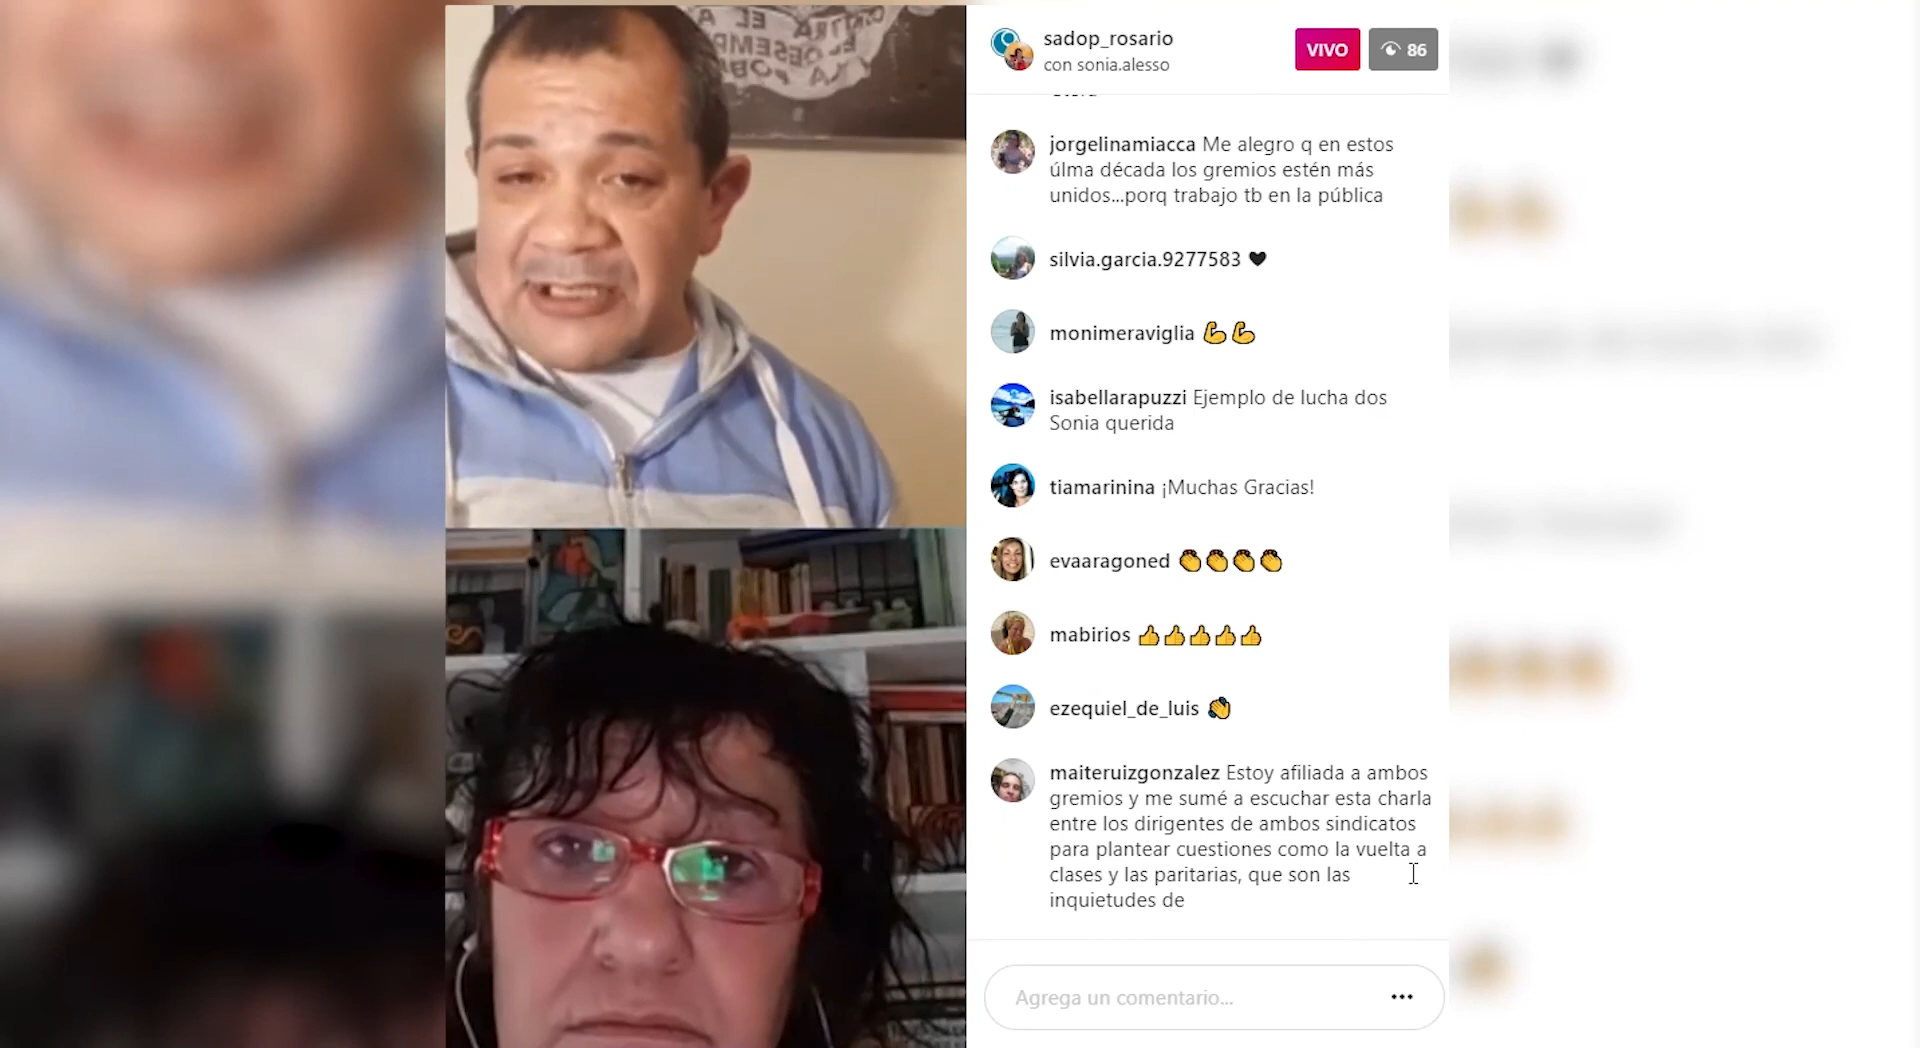 sadop_rosario
con sonia.alesso
VIVO
86
jorgelinamiacca Me alegro q en estos
úlma década los gremios estén más
unidos...porq trabajo tb en la pública
silvia.garcia.9277583 🖤
monimeraviglia 💪💪
isabellarapuzzi Ejemplo de lucha dos
Sonia querida
tiamarinina ¡Muchas Gracias!
evaaragoned 👏👏👏👏
mabirios 👍👍👍👍👍
ezequiel_de_luis 👏
maiteruizgonzalez Estoy afiliada a ambos
gremios y me sumé a escuchar esta charla
entre los dirigentes de ambos sindicatos
para plantear cuestiones como la vuelta a
clases y las paritarias, que son las
inquietudes de
Agrega un comentario...